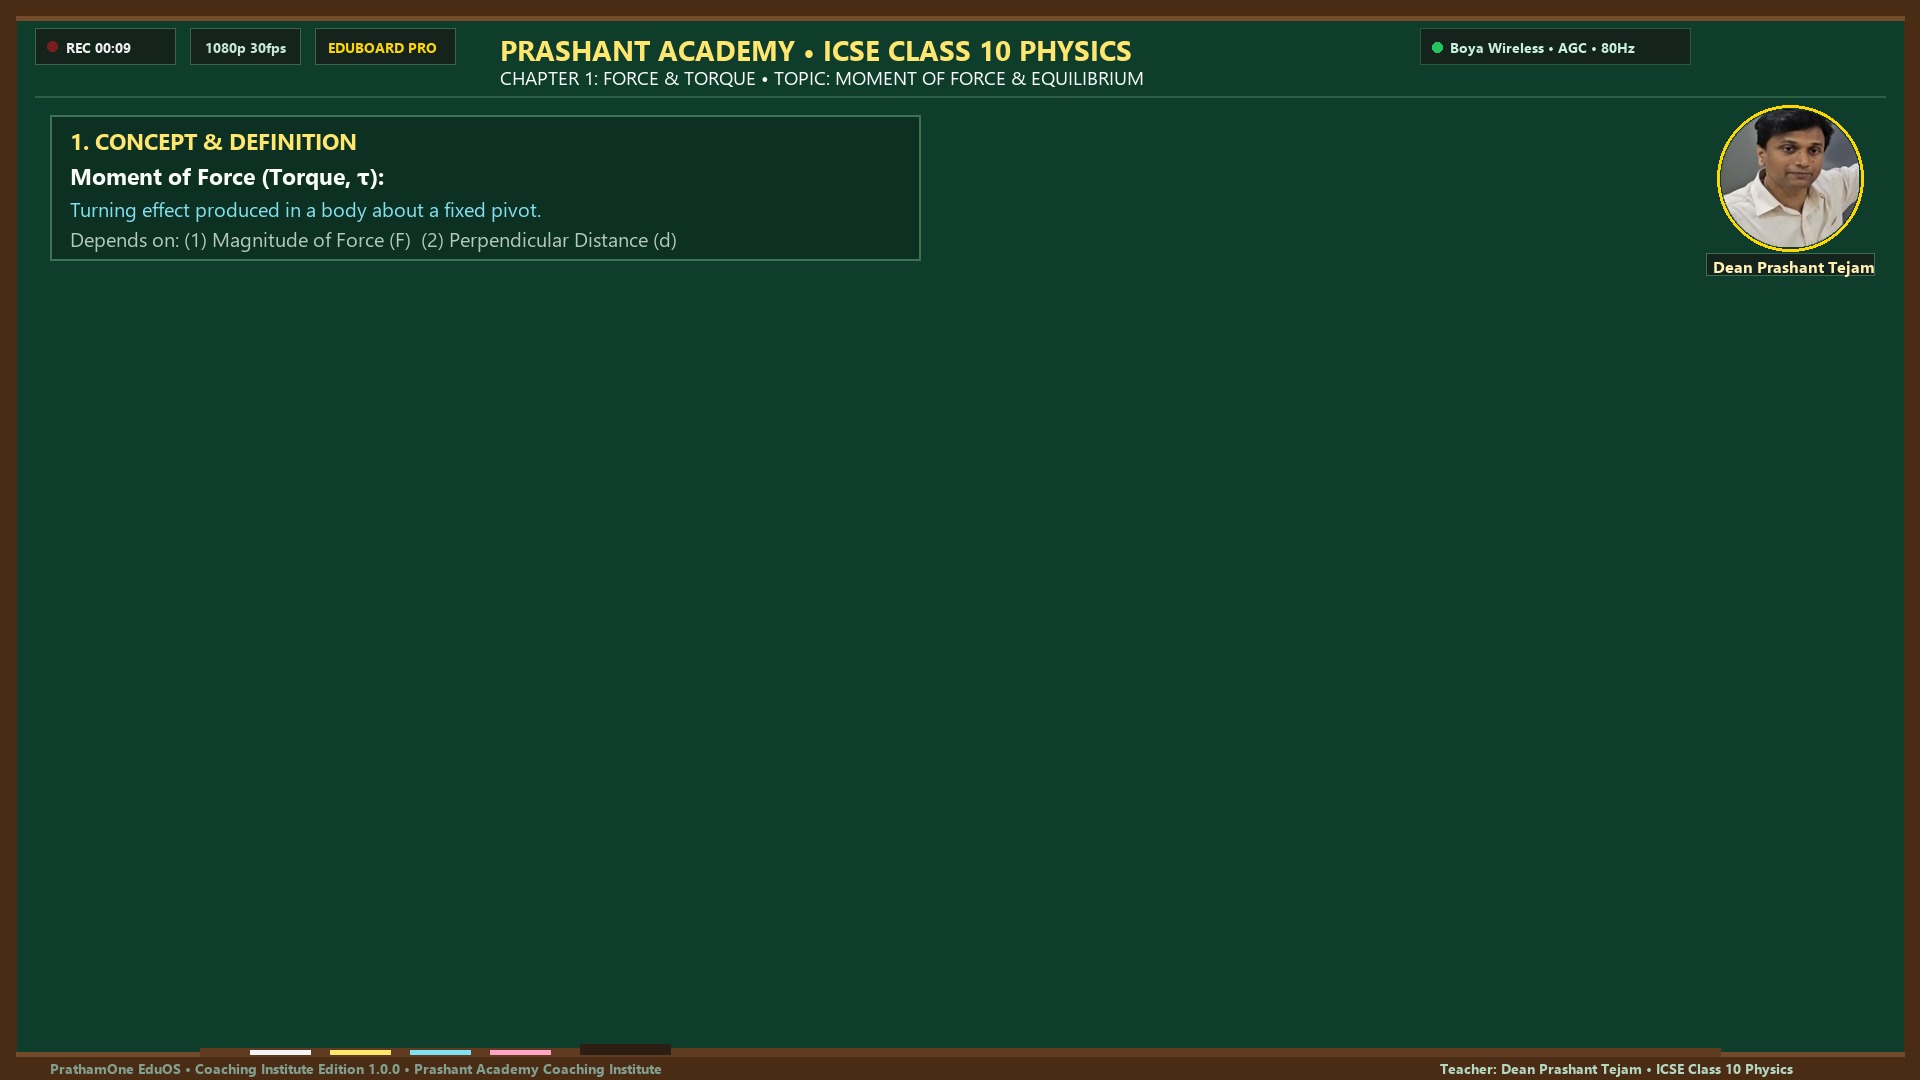 REC 00:09
1080p 30fps
EDUBOARD PRO
PRASHANT ACADEMY • ICSE CLASS 10 PHYSICS
CHAPTER 1: FORCE & TORQUE • TOPIC: MOMENT OF FORCE & EQUILIBRIUM
Boya Wireless • AGC • 80Hz
1. CONCEPT & DEFINITION
Moment of Force (Torque, τ):
Turning effect produced in a body about a fixed pivot.
Depends on: (1) Magnitude of Force (F)  (2) Perpendicular Distance (d)
Dean Prashant Tejam
PrathamOne EduOS • Coaching Institute Edition 1.0.0 • Prashant Academy Coaching Institute
Teacher: Dean Prashant Tejam • ICSE Class 10 Physics